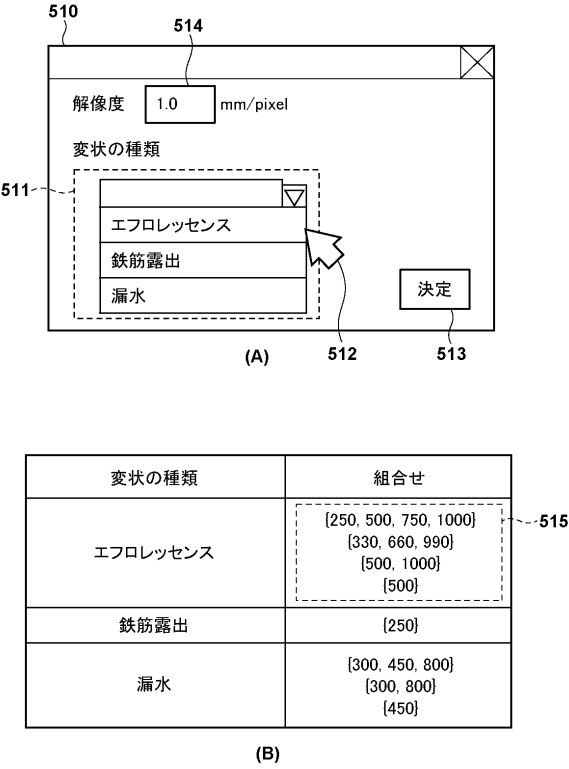 510
514
解像度 1.0 mm/pixel
変状の種類
511
エフロレッセンス
鉄筋露出
漏水
決定
512
513
(A)
変状の種類 組合せ
エフロレッセンス
{250, 500, 750, 1000}
{330, 660, 990}
{500, 1000}
{500}
515
鉄筋露出 {250}
漏水
{300, 450, 800}
{300, 800}
{450}
(B)